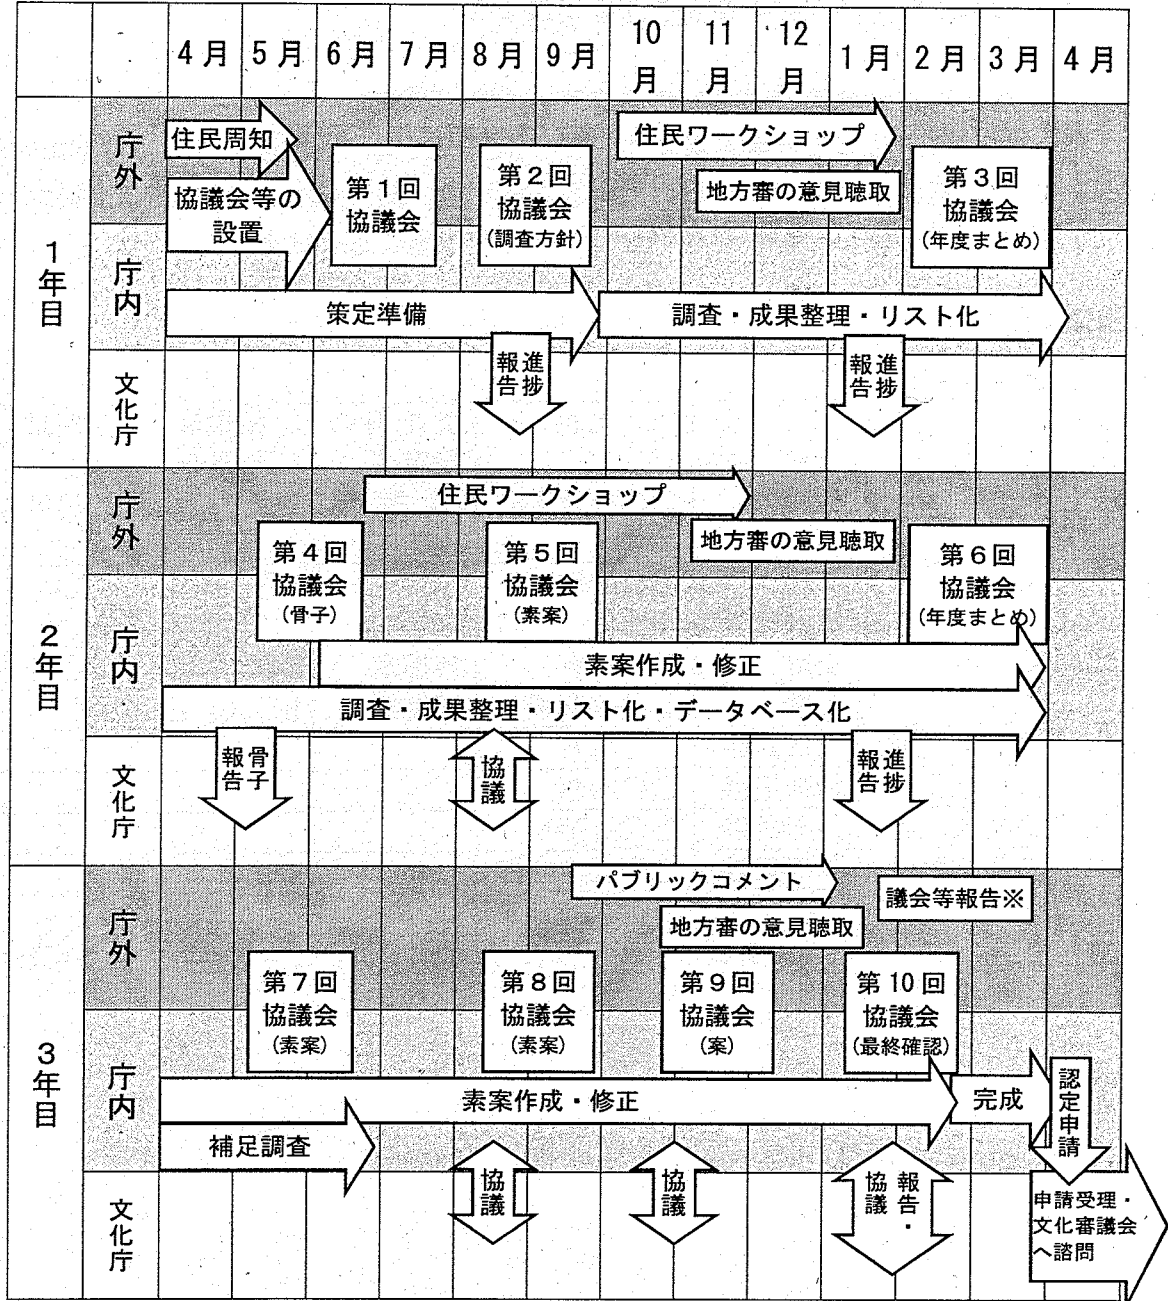 4月 5月 6月 7月 8月 9月 10月 11月 12月 1月 2月 3月 4月
1年目
庁外
住民周知
住民ワークショップ
協議会等の
設置
第1回
協議会
第2回
協議会
(調査方針)
地方審の意見聴取
第3回
協議会
(年度まとめ)
庁内
策定準備
調査・成果整理・リスト化
文化庁
進捗
報告
進捗
報告
2年目
庁外
住民ワークショップ
第4回
協議会
(骨子)
第5回
協議会
(素案)
地方審の意見聴取
第6回
協議会
(年度まとめ)
庁内
素案作成・修正
調査・成果整理・リスト化・データベース化
文化庁
骨子
報告
協議
進捗
報告
3年目
庁外
パブリックコメント
議会等報告※
地方審の意見聴取
第7回
協議会
(素案)
第8回
協議会
(素案)
第9回
協議会
(案)
第10回
協議会
(最終確認)
庁内
素案作成・修正
完成
認定申請
補足調査
文化庁
協議
協議
報告・
協議
申請受理・
文化審議会
へ諮問